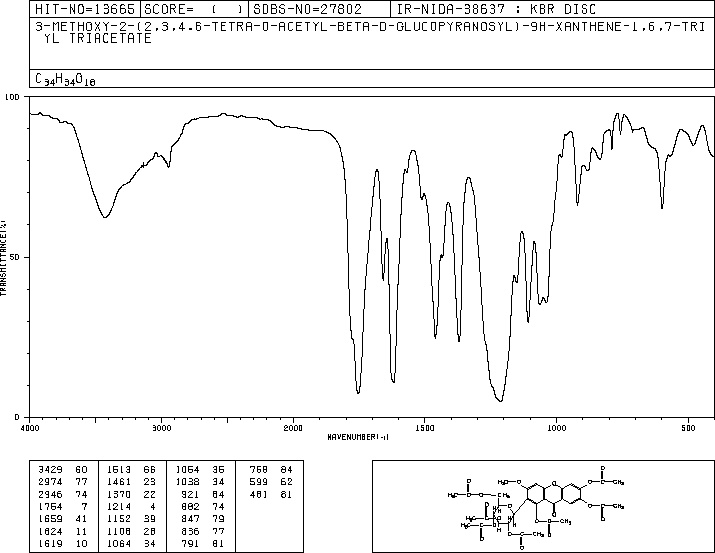 HIT-NO=13665 SCORE= ( ) SDBS-NO=27802 IR-NIDA-38637 : KBR DISC
3-METHOXY-2-(2,3,4,6-TETRA-O-ACETYL-BETA-D-GLUCOPYRANOSYL)-9H-XANTHENE-1,6,7-TRI
YL TRIACETATE
C34H34O18
100
50
0
TRANSMITTANCE(%)
4000 3000 2000 1500 1000 500
WAVENUMBER(-1)
3429 60 1513 66 1054 35 768 84
2974 77 1461 23 1038 34 599 62
2946 74 1370 22 921 64 481 81
1754 7 1214 4 882 74
1659 41 1152 39 847 79
1624 11 1108 28 836 77
1619 10 1064 34 791 81